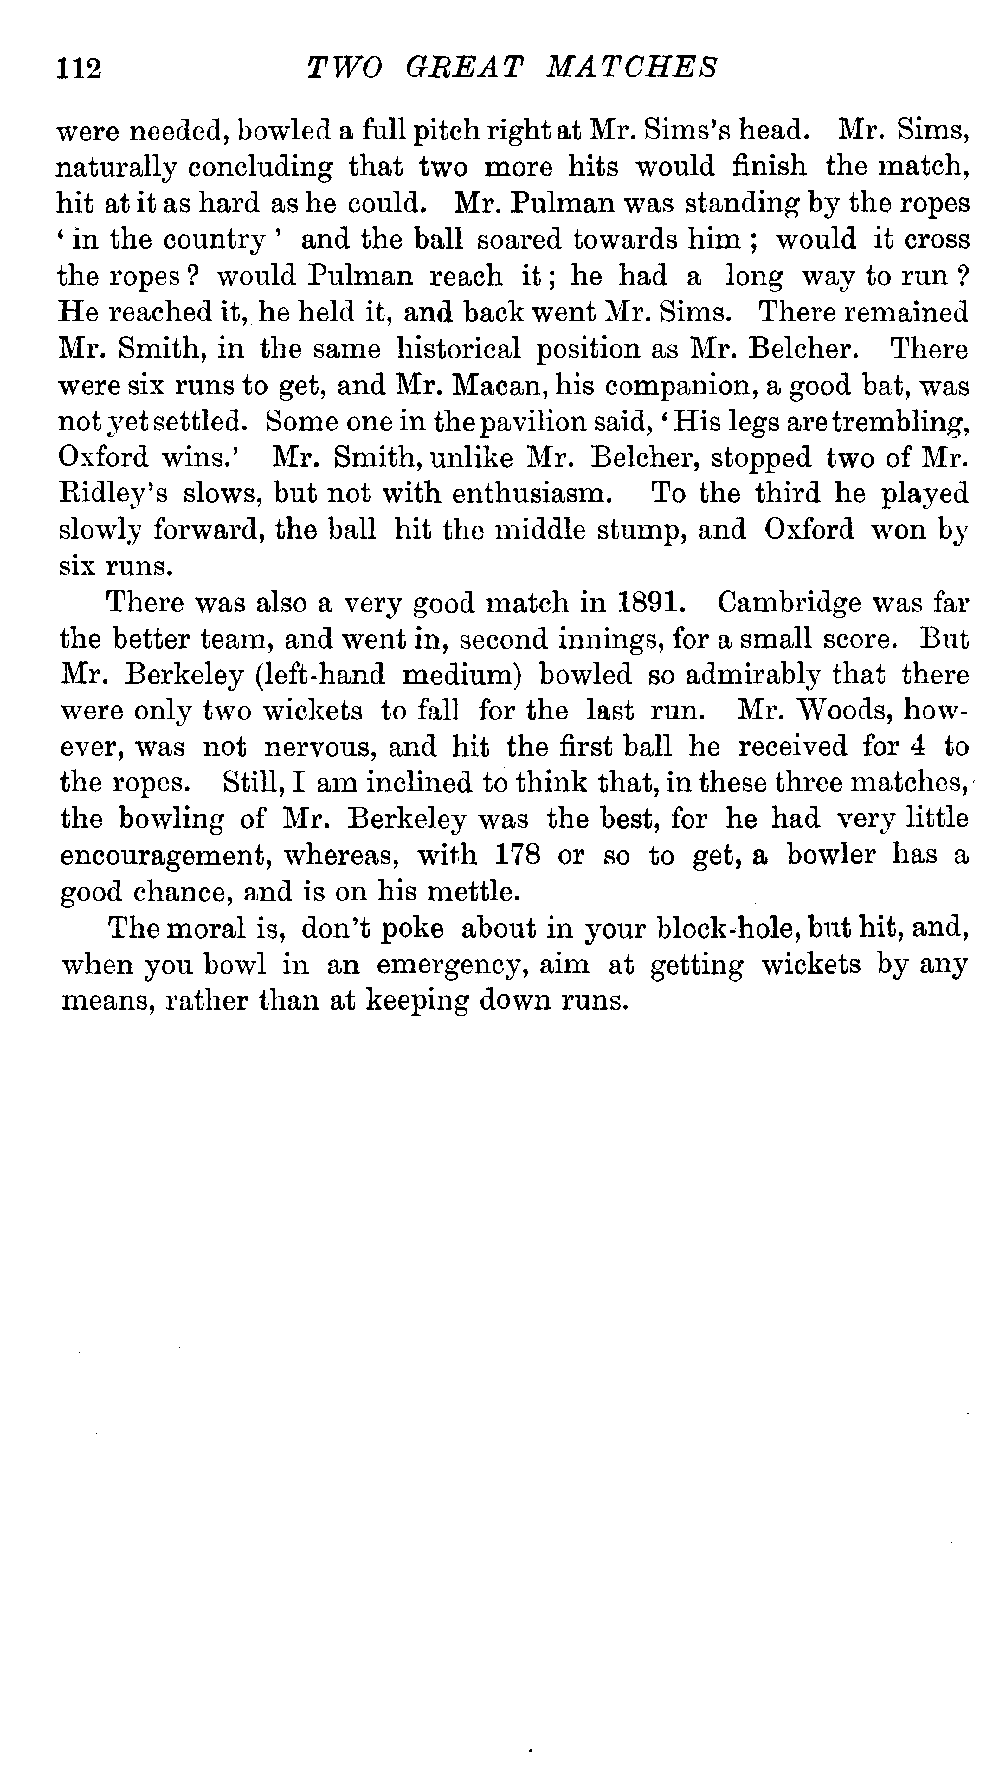 112 TWO GREAT MATCHES
were needed, bowled a full pitch right at Mr. Sims's head. Mr. Sims,
naturally concluding that two more hits would finish the match,
hit at it as hard as he could. Mr. Pulman was standing by the ropes
‘ in the country ’ and the ball soared towards him ; would it cross
the ropes ? would Pulman reach it ; he had a long way to run ?
He reached it, he held it, and back went Mr. Sims. There remained
Mr. Smith, in the same historical position as Mr. Belcher. There
were six runs to get, and Mr. Macan, his companion, a good bat, was
not yet settled. Some one in the pavilion said, ‘ His legs are trembling,
Oxford wins.’ Mr. Smith, unlike Mr. Belcher, stopped two of Mr.
Ridley's slows, but not with enthusiasm. To the third he played
slowly forward, the ball hit the middle stump, and Oxford won by
six runs.
There was also a very good match in 1891. Cambridge was far
the better team, and went in, second innings, for a small score. But
Mr. Berkeley (left-hand medium) bowled so admirably that there
were only two wickets to fall for the last run. Mr. Woods, how-
ever, was not nervous, and hit the first ball he received for 4 to
the ropes. Still, I am inclined to think that, in these three matches,
the bowling of Mr. Berkeley was the best, for he had very little
encouragement, whereas, with 178 or so to get, a bowler has a
good chance, and is on his mettle.
The moral is, don't poke about in your block-hole, but hit, and,
when you bowl in an emergency, aim at getting wickets by any
means, rather than at keeping down runs.